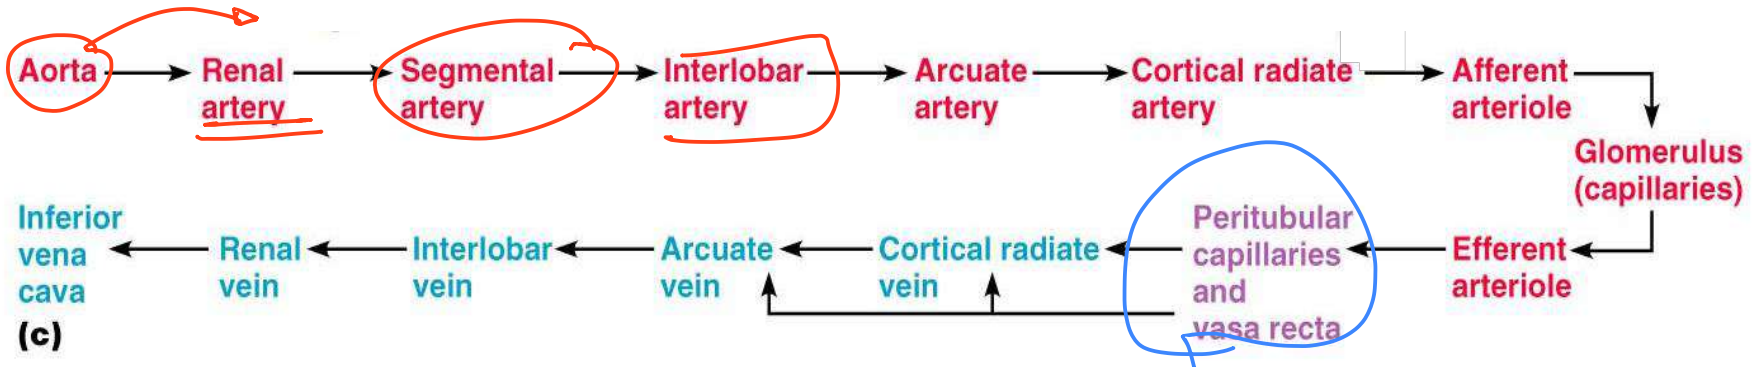 Aorta
Renal
artery
Segmental
artery
Interlobar
artery
Arcuate
artery
Cortical radiate
artery
Afferent
arteriole
Glomerulus
(capillaries)
Efferent
arteriole
Peritubular
capillaries
and
vasa recta
Cortical radiate
vein
Arcuate
vein
Interlobar
vein
Renal
vein
Inferior
vena
cava
(c)